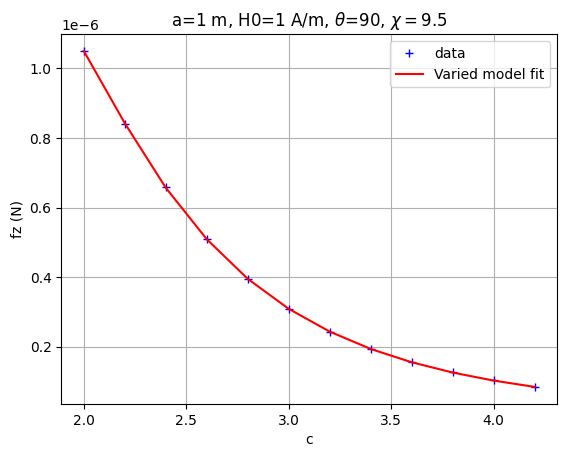 a=1 m, H0=1 A/m, θ=90, χ = 9.5
1e−6
data
Varied model fit
1.0
0.8
0.6
0.4
0.2
fz (N)
2.0 2.5 3.0 3.5 4.0
c